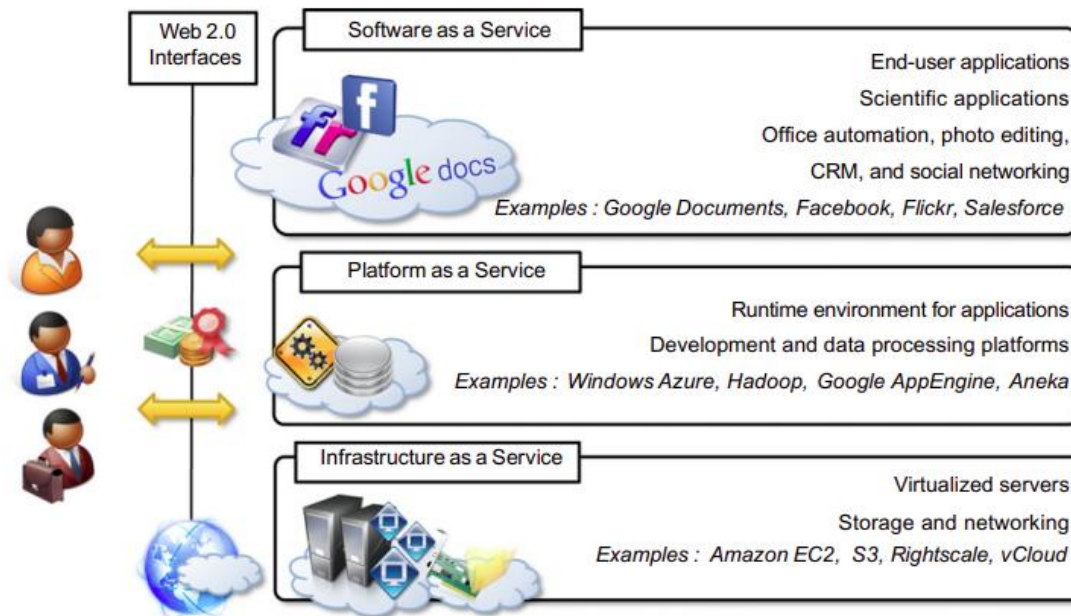 Web 2.0
Interfaces
Software as a Service
End-user applications
Scientific applications
Office automation, photo editing,
CRM, and social networking
Examples : Google Documents, Facebook, Flickr, Salesforce
f
fr
Google docs
Platform as a Service
Runtime environment for applications
Development and data processing platforms
Examples : Windows Azure, Hadoop, Google AppEngine, Aneka
Infrastructure as a Service
Virtualized servers
Storage and networking
Examples : Amazon EC2, S3, Rightscale, vCloud